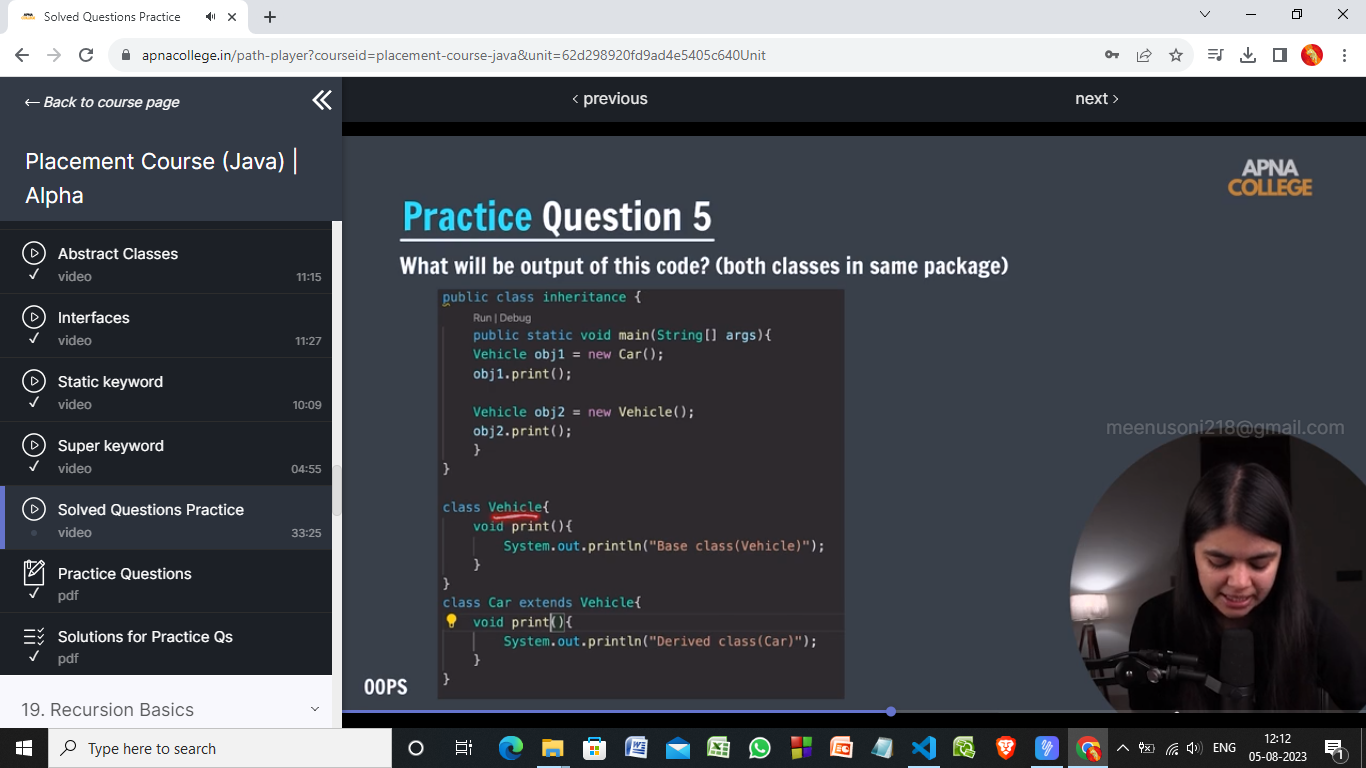 Solved Questions Practice
apnacollege.in/path-player?courseid=placement-course-java&unit=62d298920fd9ad4e5405c640Unit
← Back to course page
‹ previous
next ›
Placement Course (Java) |
Alpha
Abstract Classes
video 11:15
Interfaces
video 11:27
Static keyword
video 10:09
Super keyword
video 04:55
Solved Questions Practice
video 33:25
Practice Questions
pdf
Solutions for Practice Qs
pdf
19. Recursion Basics
APNA
COLLEGE
Practice Question 5
What will be output of this code? (both classes in same package)
public class inheritance {
Run | Debug
public static void main(String[] args){
Vehicle obj1 = new Car();
obj1.print();
Vehicle obj2 = new Vehicle();
obj2.print();
}
}
class Vehicle{
void print(){
System.out.println("Base class(Vehicle)");
}
}
class Car extends Vehicle{
void print(){
System.out.println("Derived class(Car)");
}
}
OOPS
meenusoni218@gmail.com
Type here to search
ENG
12:12
05-08-2023
1